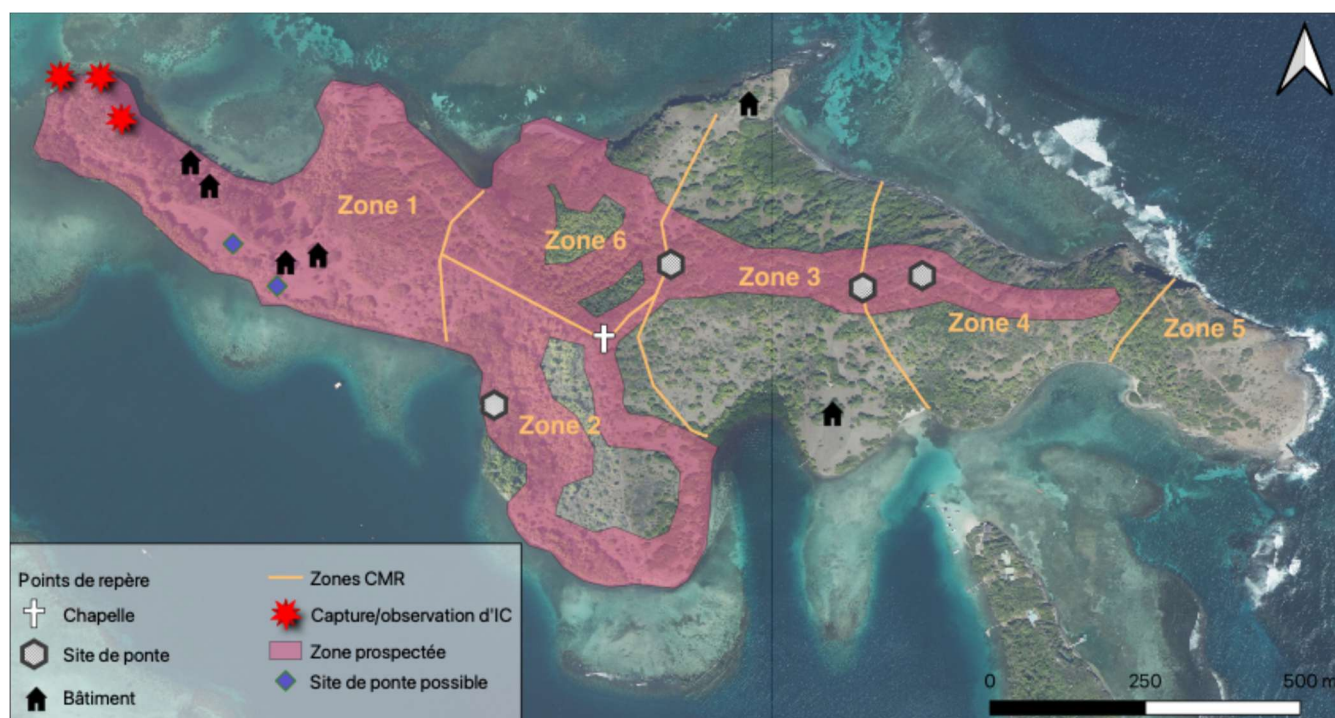 Zone 1
Zone 6
Zone 3
Zone 4
Zone 5
Zone 2
Points de repère
Chapelle
Site de ponte
Bâtiment
Zones CMR
Capture/observation d'IC
Zone prospectée
Site de ponte possible
0 250 500 m